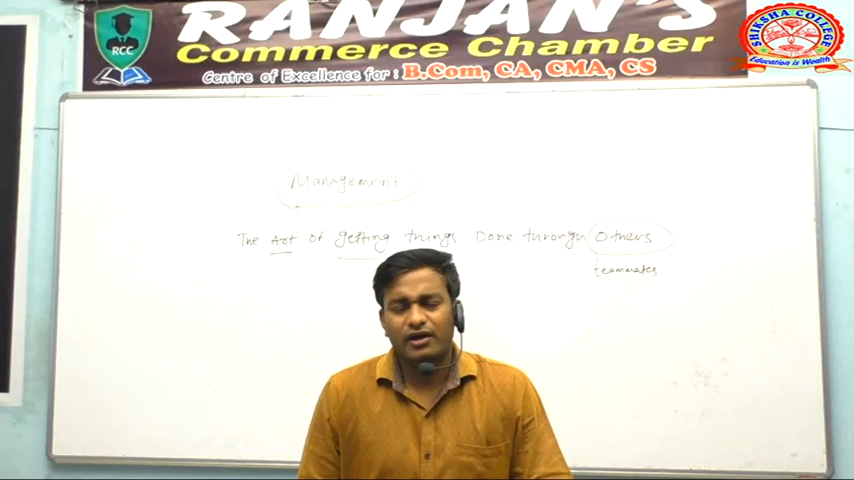 RANJAN'S
Commerce Chamber
Centre of Excellence for : B.Com, CA, CMA, CS
RCC
SHIKSHA COLLEGE
Education is Wealth
Management
The Art of getting things Done through Others
teammates